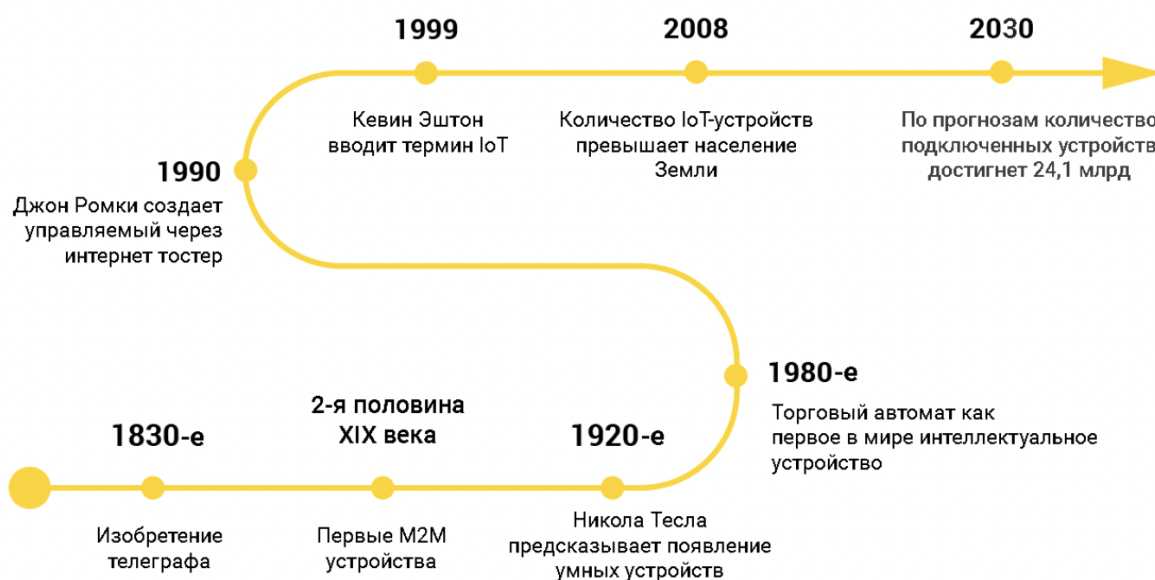 1999
Кевин Эштон
вводит термин IoT
2008
Количество IoT-устройств
превышает население
Земли
2030
По прогнозам количество
подключенных устройств
достигнет 24,1 млрд
1990
Джон Ромки создает
управляемый через
интернет тостер
1980-е
Торговый автомат как
первое в мире интеллектуальное
устройство
1830-е
Изобретение
телеграфа
2-я половина
XIX века
Первые М2М
устройства
1920-е
Никола Тесла
предсказывает появление
умных устройств